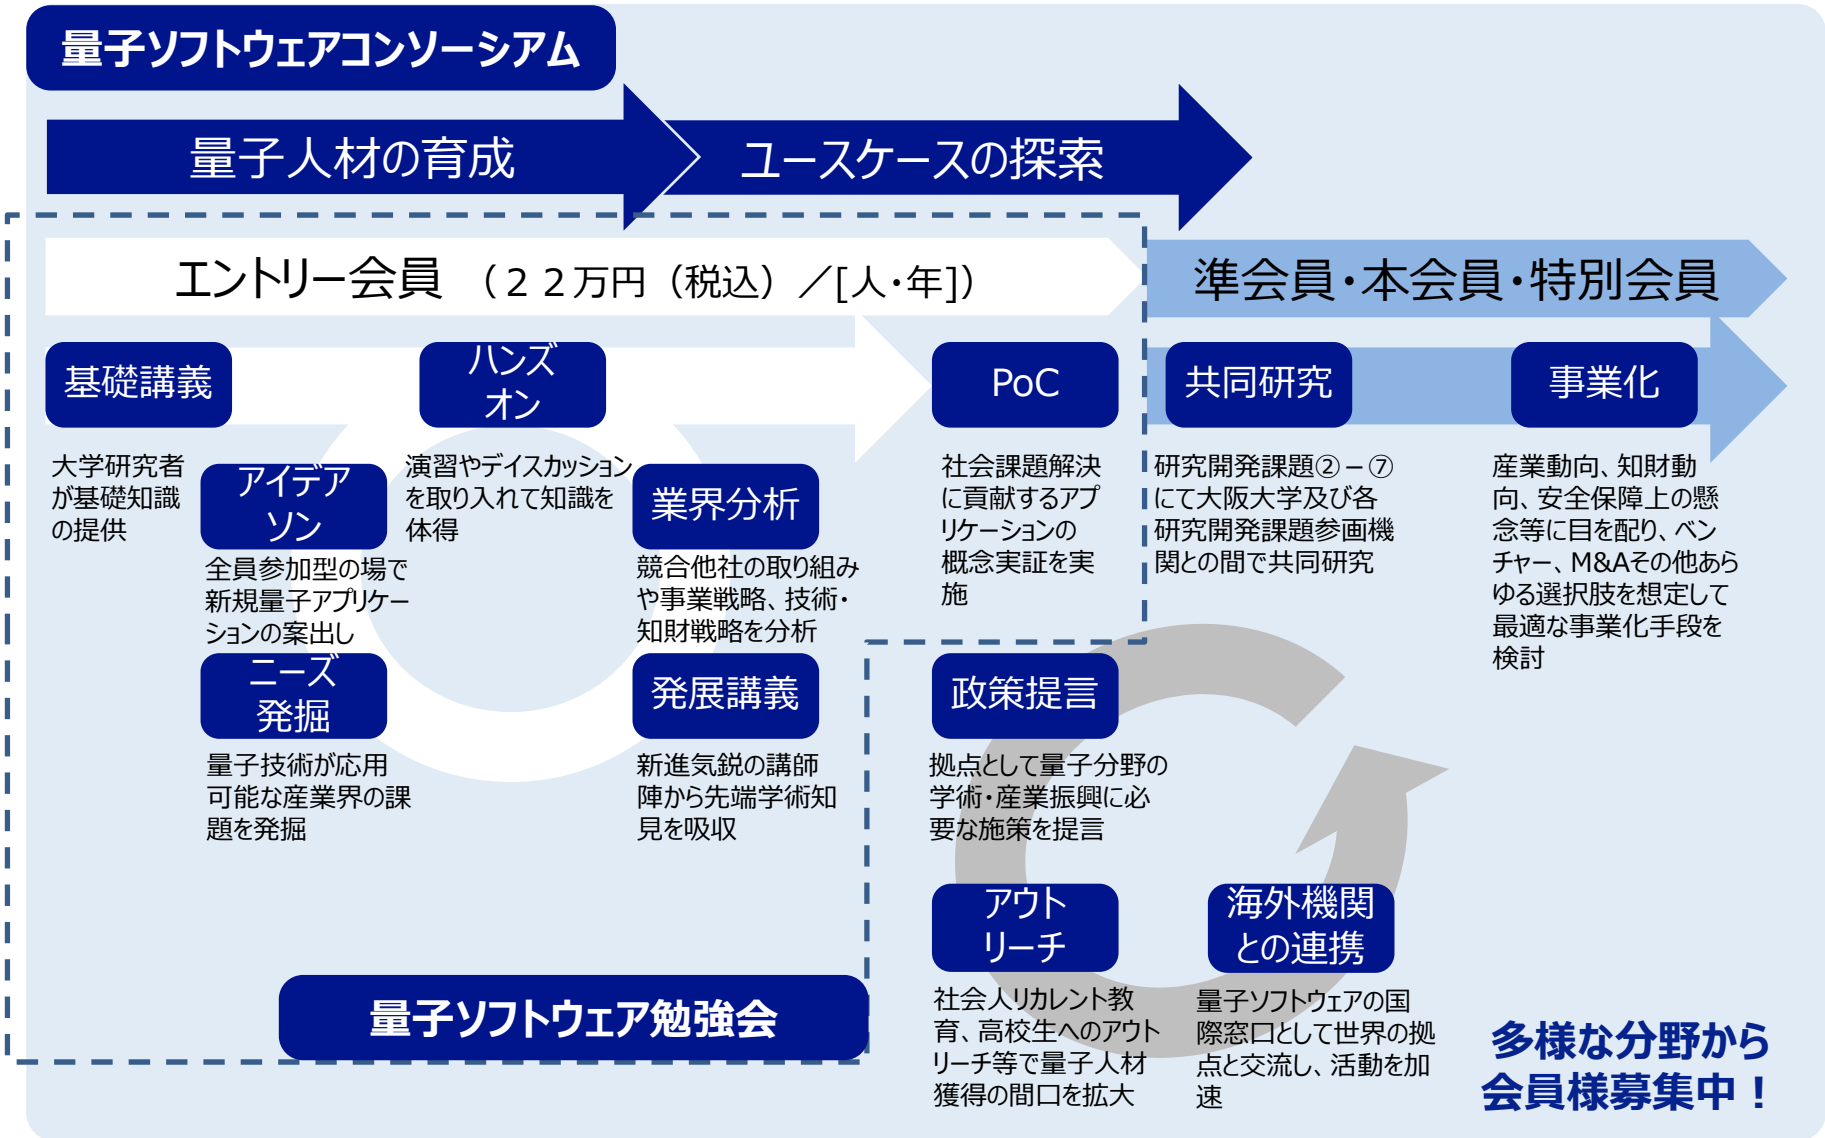 量子ソフトウェアコンソーシアム
量子人材の育成
ユースケースの探索
エントリー会員 （２２万円（税込）／[人・年]）
準会員・本会員・特別会員
基礎講義
大学研究者
が基礎知識
の提供
アイデア
ソン
全員参加型の場で
新規量子アプリケー
ションの案出し
ニーズ
発掘
量子技術が応用
可能な産業界の課
題を発掘
ハンズ
オン
演習やデイスカッション
を取り入れて知識を
体得
業界分析
競合他社の取り組み
や事業戦略、技術・
知財戦略を分析
発展講義
新進気鋭の講師
陣から先端学術知
見を吸収
PoC
社会課題解決
に貢献するアプ
リケーションの
概念実証を実
施
共同研究
研究開発課題②－⑦
にて大阪大学及び各
研究開発課題参画機
関との間で共同研究
事業化
産業動向、知財動
向、安全保障上の懸
念等に目を配り、ベン
チャー、M&Aその他あら
ゆる選択肢を想定して
最適な事業化手段を
検討
政策提言
拠点として量子分野の
学術・産業振興に必
要な施策を提言
アウト
リーチ
社会人リカレント教
育、高校生へのアウト
リーチ等で量子人材
獲得の間口を拡大
海外機関
との連携
量子ソフトウェアの国
際窓口として世界の拠
点と交流し、活動を加
速
量子ソフトウェア勉強会
多様な分野から
会員様募集中！